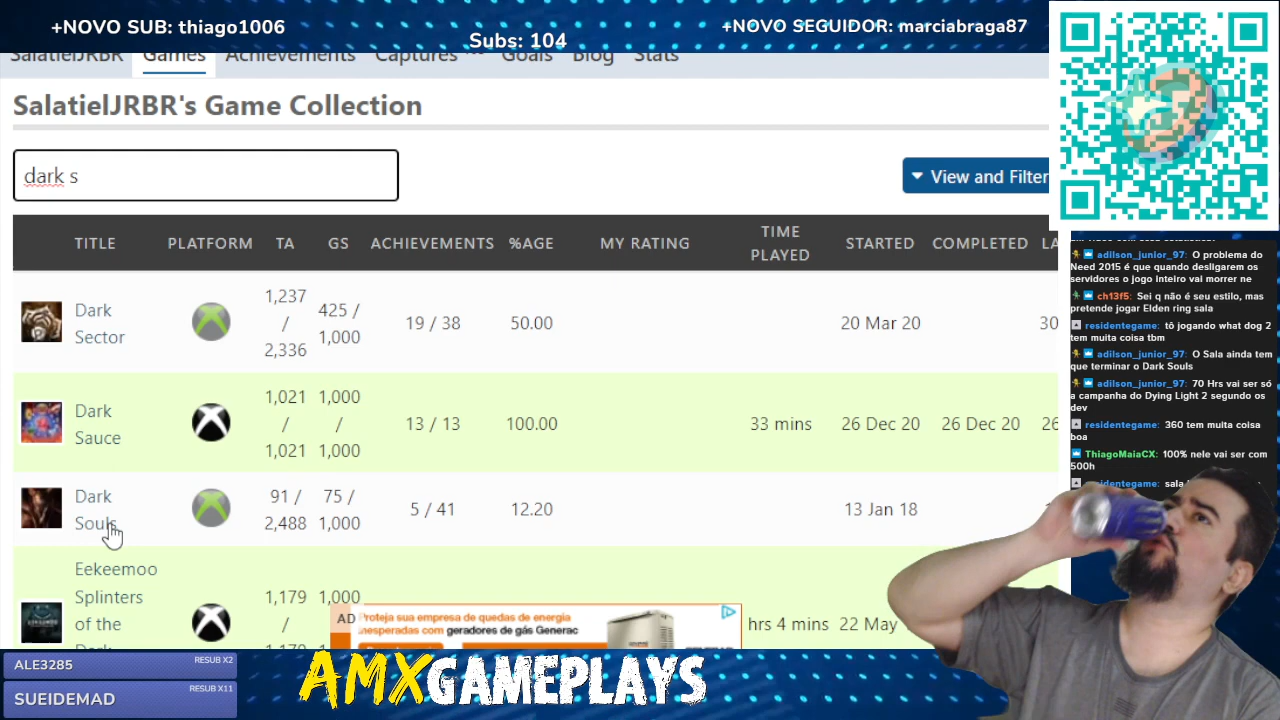 +NOVO SUB: thiago1006
Subs: 104
+NOVO SEGUIDOR: marciabraga87
SalatielJRBR Games Achievements Captures Goals Blog Stats
SalatielJRBR's Game Collection
dark s
View and Filter
TITLE PLATFORM TA GS ACHIEVEMENTS %AGE MY RATING TIME PLAYED STARTED COMPLETED LA
Dark Sector
1,237 / 2,336
425 / 1,000
19 / 38
50.00
20 Mar 20
30
Dark Sauce
1,021 / 1,021
1,000 / 1,000
13 / 13
100.00
33 mins
26 Dec 20
26 Dec 20
26
Dark Souls
91 / 2,488
75 / 1,000
5 / 41
12.20
13 Jan 18
Eekeemoo
Splinters
of the
Dark
1,179 /
1,000
hrs 4 mins
22 May
AD
Proteja sua empresa de quedas de energia
inesperadas com geradores de gás Generac
adilson_junior_97: O problema do
Need 2015 é que quando desligarem os
servidores o jogo Inteiro vai morrer ne
ch13f5: Sei q não é seu estilo, mas
pretende jogar Elden ring sala
residentegame: tô jogando what dog 2
tem muita coisa tbm
adilson_junior_97: O Sala ainda tem
que terminar o Dark Souls
adilson_junior_97: 70 Hrs vai ser só
a campanha do Dying Light 2 segundo os
dev
residentegame: 360 tem muita coisa
boa
ThiagoMaiaCX: 100% nele vai ser com
500h
ALE3285 RESUB X2
SUEIDEMAD RESUB X11
AMXGAMEPLAYS